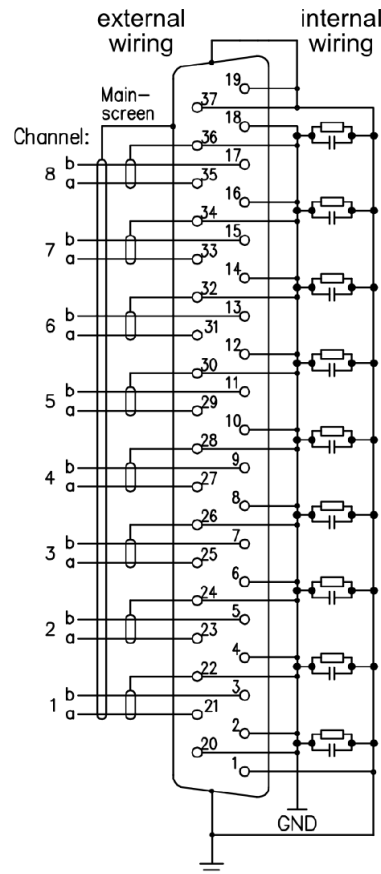 external internal
wiring wiring
19
Main-
screen
37
18
Channel:
36
b 17
8
a 35
16
34
b 15
7
a 33
14
32
b 13
6
a 31
12
30
b 11
5
a 29
10
28
b 9
4
a 27
8
26
b 7
3
a 25
6
24
b 5
2
a 23
4
22
b 3
1
a 21
2
20
1
GND